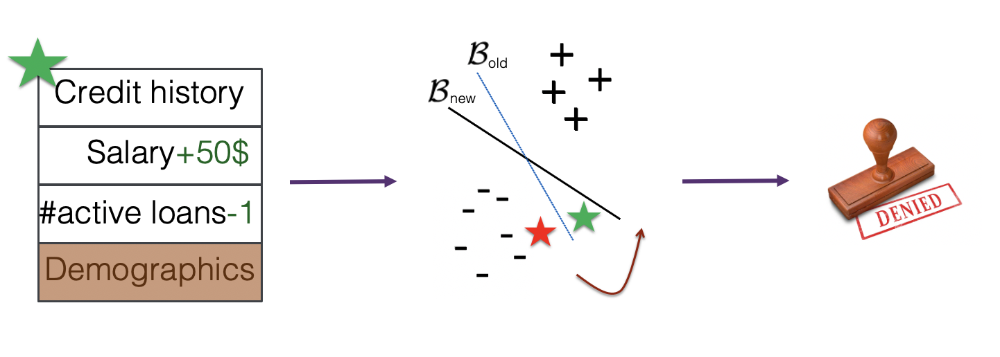 Credit history
Salary+50$
#active loans-1
Demographics
ℬold
ℬnew
DENIED